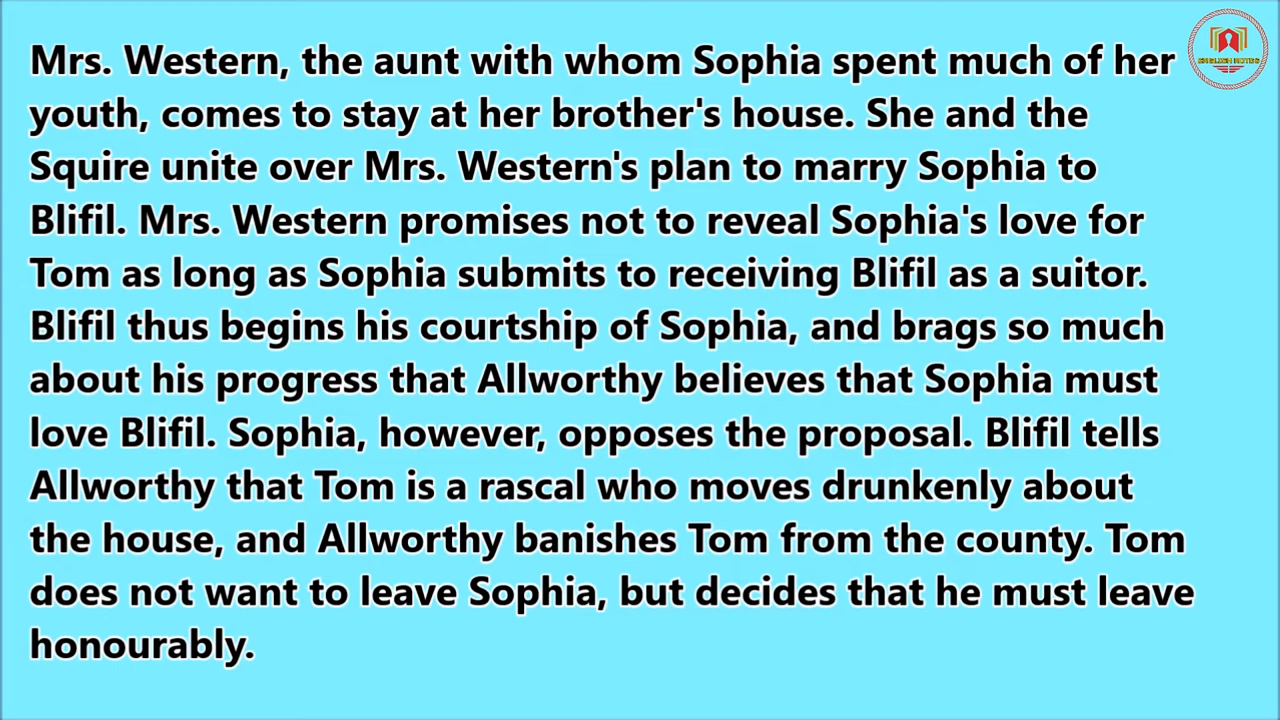 Mrs. Western, the aunt with whom Sophia spent much of her
youth, comes to stay at her brother's house. She and the
Squire unite over Mrs. Western's plan to marry Sophia to
Blifil. Mrs. Western promises not to reveal Sophia's love for
Tom as long as Sophia submits to receiving Blifil as a suitor.
Blifil thus begins his courtship of Sophia, and brags so much
about his progress that Allworthy believes that Sophia must
love Blifil. Sophia, however, opposes the proposal. Blifil tells
Allworthy that Tom is a rascal who moves drunkenly about
the house, and Allworthy banishes Tom from the county. Tom
does not want to leave Sophia, but decides that he must leave
honourably.
ENGLISH NOTES